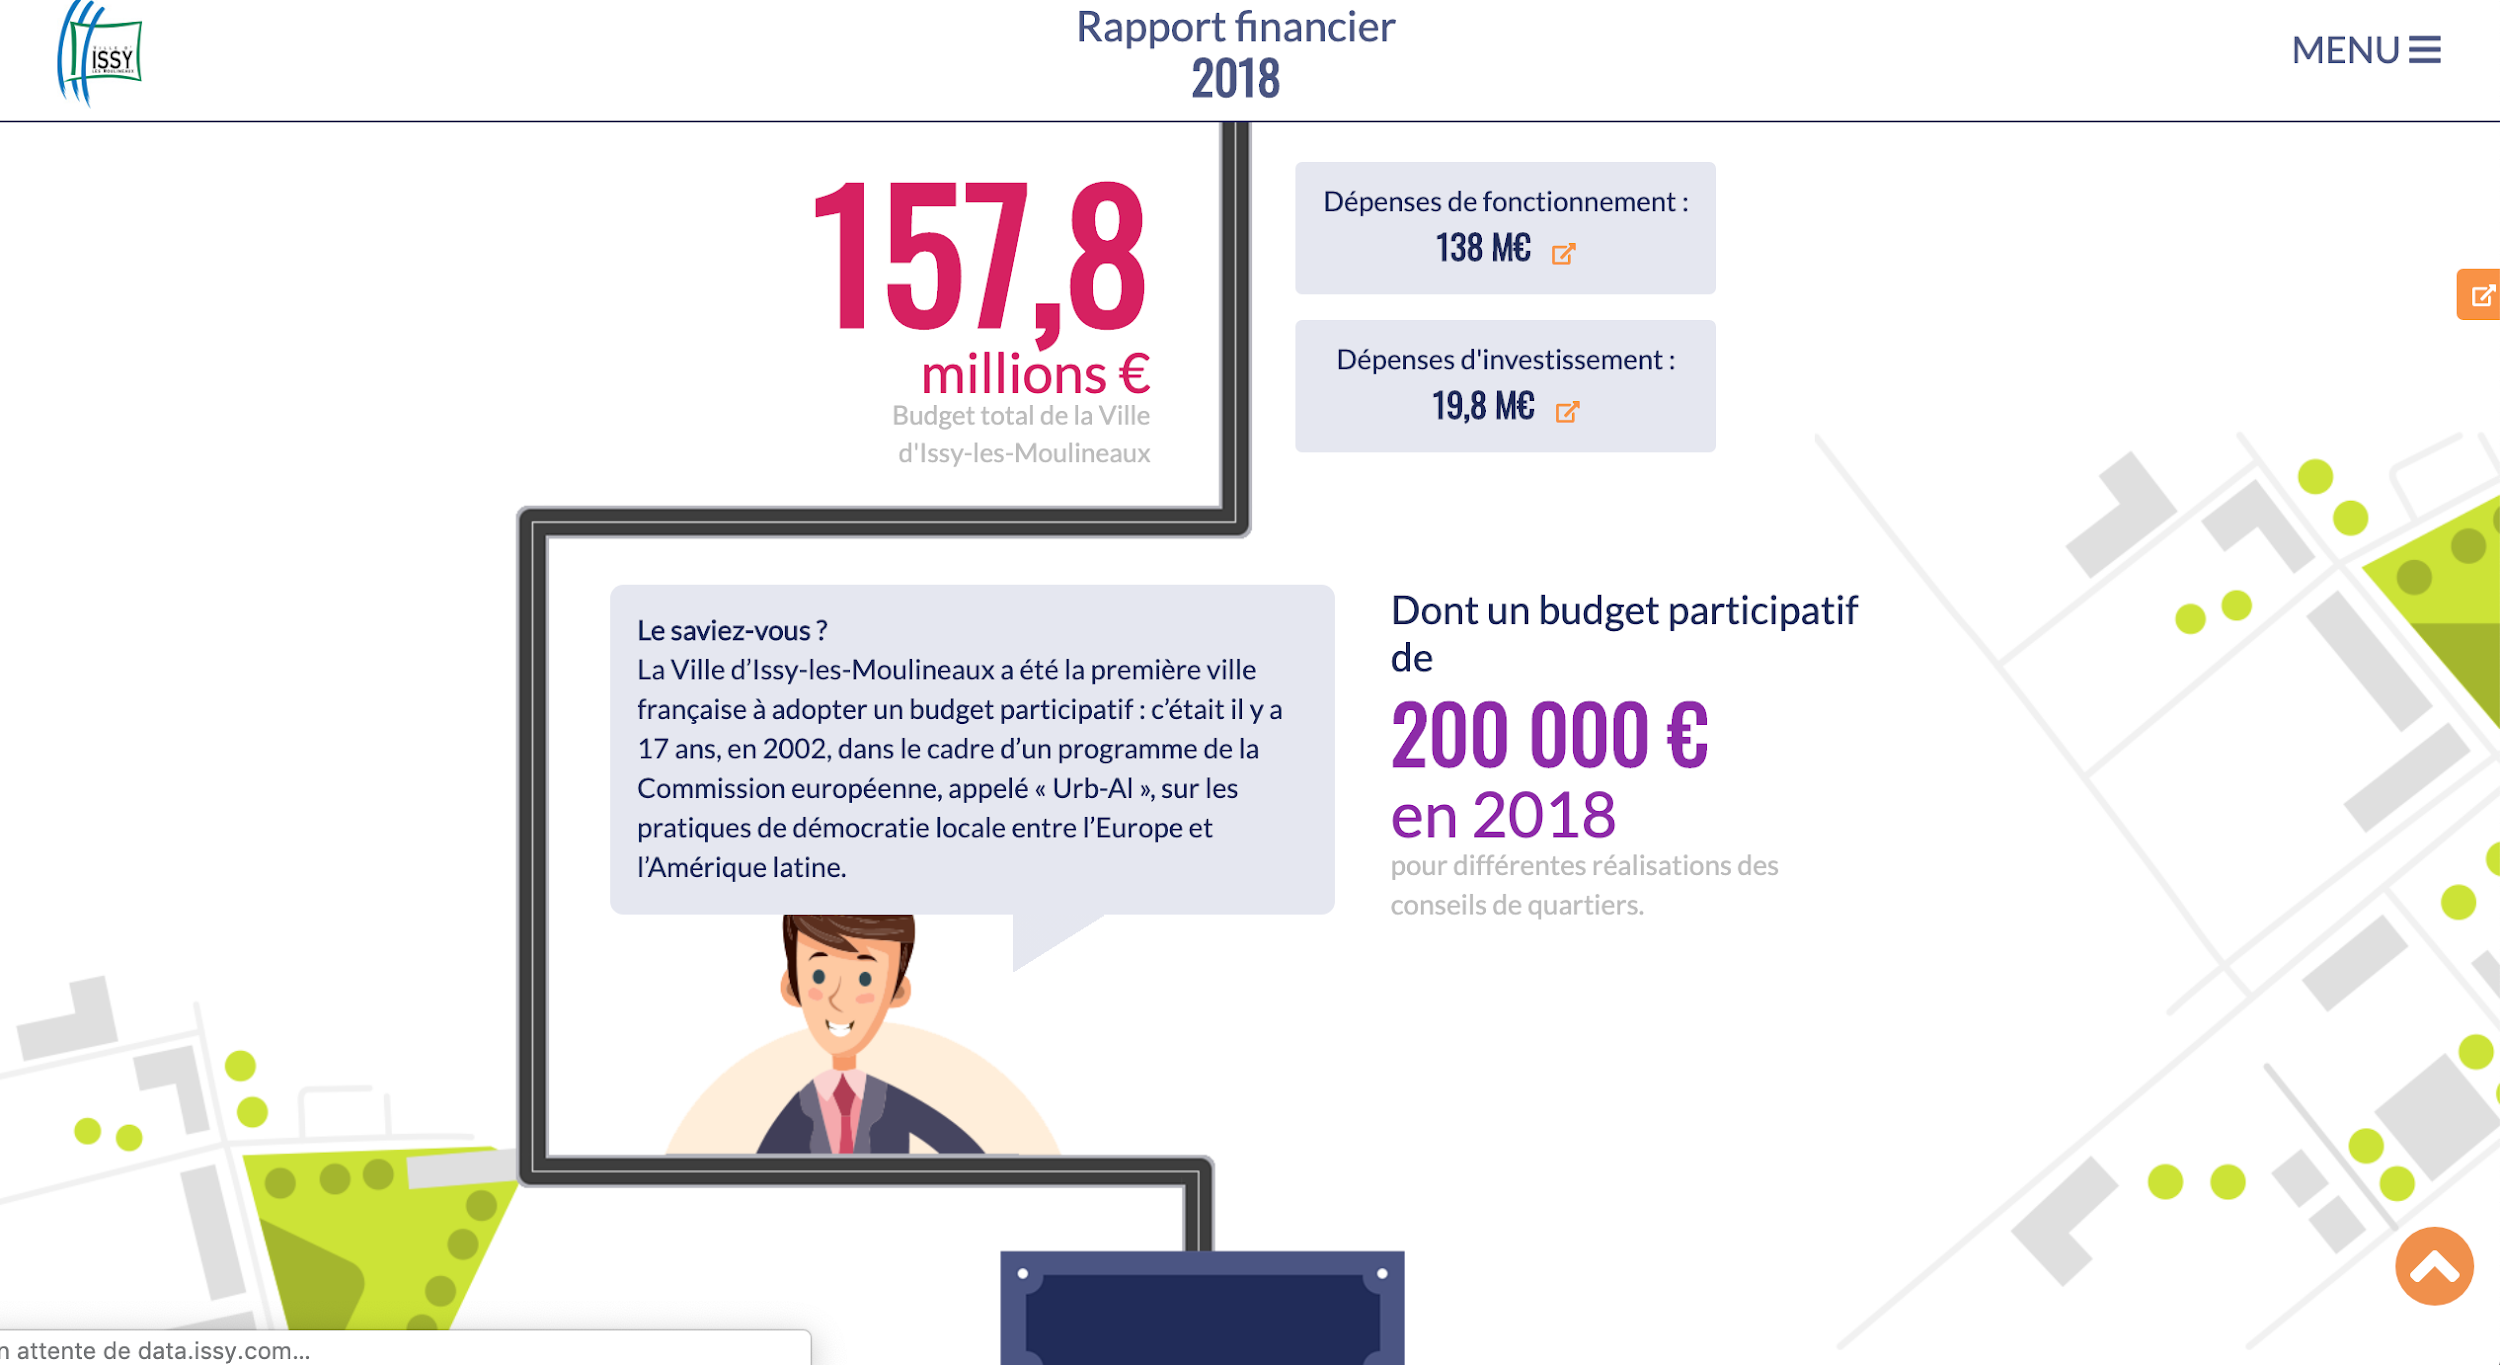 VILLE D'
ISSY
LES MOULINEAUX
Rapport financier
2018
MENU
157,8
millions €
Budget total de la Ville
d'Issy-les-Moulineaux
Dépenses de fonctionnement :
138 M€
Dépenses d'investissement :
19,8 M€
Le saviez-vous ?
La Ville d’Issy-les-Moulineaux a été la première ville
française à adopter un budget participatif : c’était il y a
17 ans, en 2002, dans le cadre d’un programme de la
Commission européenne, appelé « Urb-Al », sur les
pratiques de démocratie locale entre l’Europe et
l’Amérique latine.
Dont un budget participatif
de
200 000 €
en 2018
pour différentes réalisations des
conseils de quartiers.
n attente de data.issy.com...